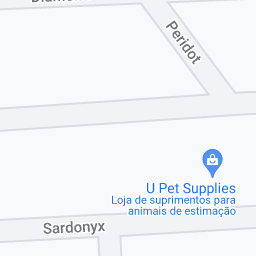 Peridot
U Pet Supplies
Loja de suprimentos para
animais de estimação
Sardonyx